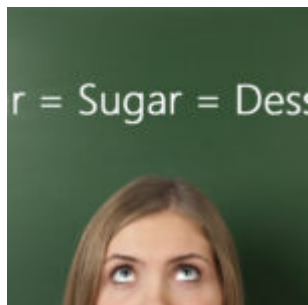 r = Sugar = Dess